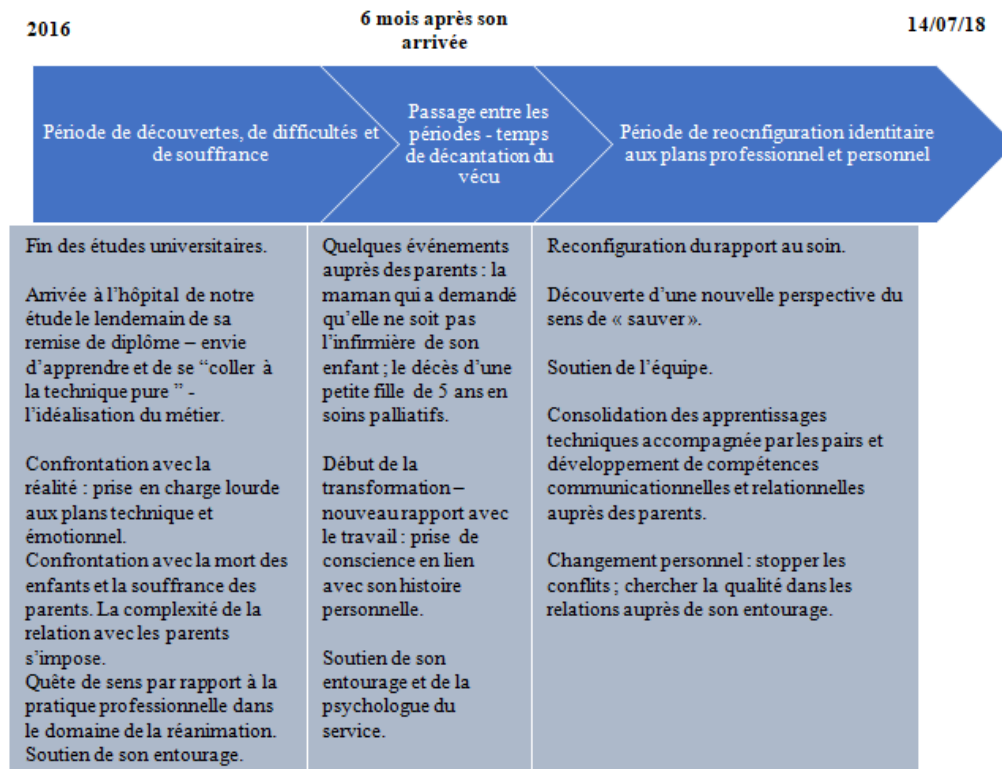 2016
6 mois après son
arrivée
14/07/18
Période de découvertes, de difficultés et
de souffrance
Passage entre les
périodes - temps
de décantation du
vécu
Période de reocnfiguration identitaire
aux plans professionnel et personnel
Fin des études universitaires.
Arrivée à l’hôpital de notre
étude le lendemain de sa
remise de diplôme – envie
d’apprendre et de se “coller à
la technique pure ” -
l’idéalisation du métier.
Confrontation avec la
réalité : prise en charge lourde
aux plans technique et
émotionnel.
Confrontation avec la mort des
enfants et la souffrance des
parents. La complexité de la
relation avec les parents
s’impose.
Quête de sens par rapport à la
pratique professionnelle dans
le domaine de la réanimation.
Soutien de son entourage.
Quelques événements
auprès des parents : la
maman qui a demandé
qu’elle ne soit pas
l’infirmière de son
enfant ; le décès d’une
petite fille de 5 ans en
soins palliatifs.
Début de la
transformation –
nouveau rapport avec
le travail : prise de
conscience en lien
avec son histoire
personnelle.
Soutien de son
entourage et de la
psychologue du
service.
Reconfiguration du rapport au soin.
Découverte d’une nouvelle perspective du
sens de « sauver ».
Soutien de l’équipe.
Consolidation des apprentissages
techniques accompagnée par les pairs et
développement de compétences
communicationnelles et relationnelles
auprès des parents.
Changement personnel : stopper les
conflits ; chercher la qualité dans les
relations auprès de son entourage.